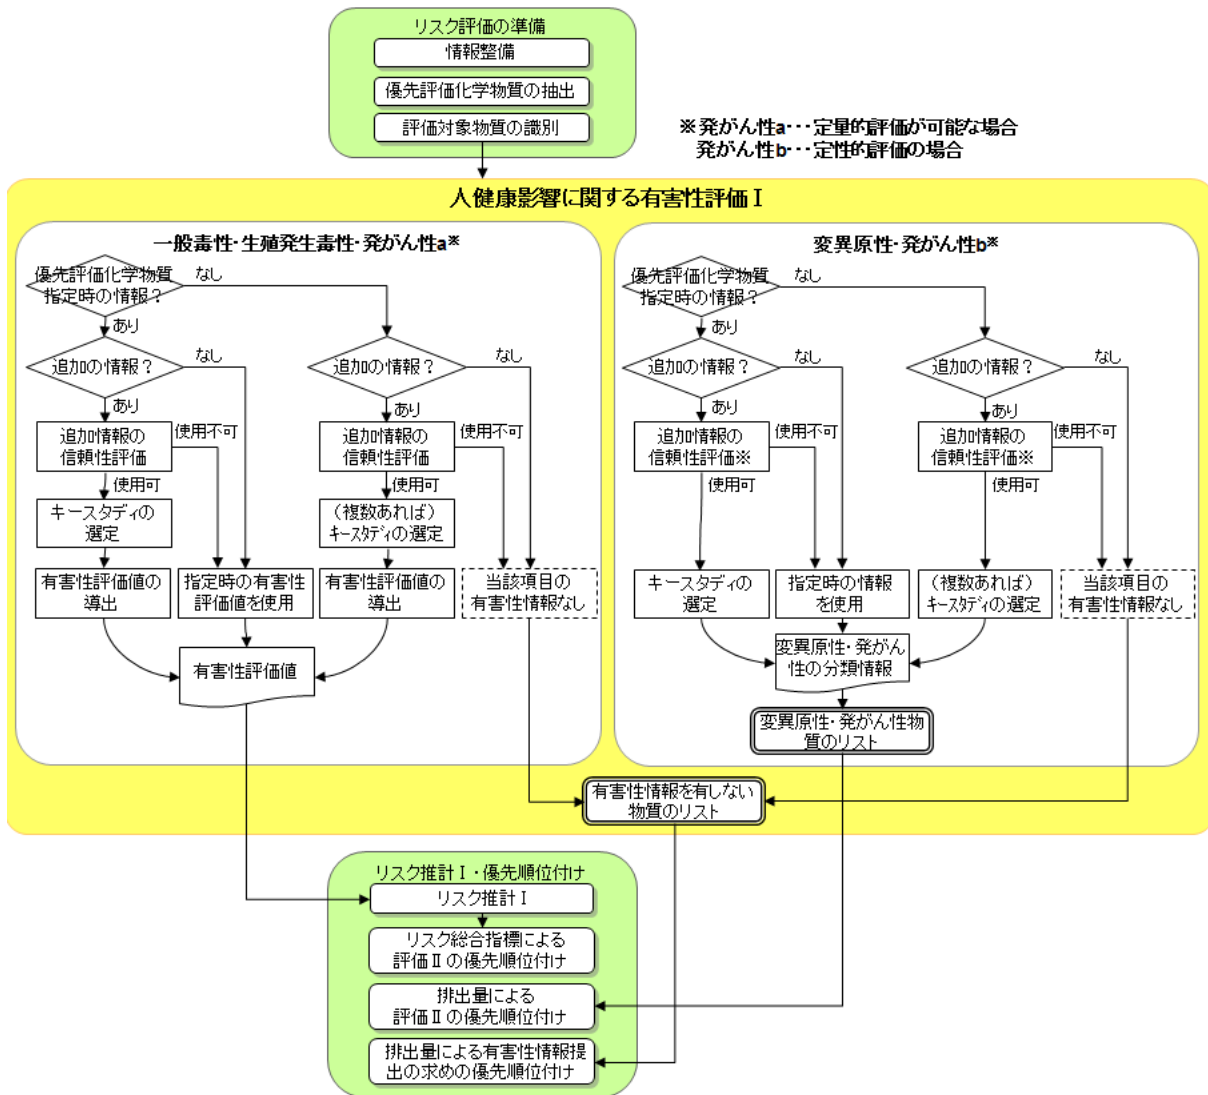 リスク評価の準備
情報整備
優先評価化学物質の抽出
評価対象物質の識別
※発がん性a・・・定量的評価が可能な場合
発がん性b・・・定性的評価の場合
人健康影響に関する有害性評価Ⅰ
一般毒性・生殖発生毒性・発がん性a※
優先評価化学物質
指定時の情報？
なし
あり
追加の情報？
なし
追加の情報？
なし
あり
あり
追加情報の
信頼性評価
使用不可
追加情報の
信頼性評価
使用不可
使用可
使用可
キースタディの
選定
（複数あれば）
ｷｰｽﾀﾃﾞｨの選定
有害性評価値の
導出
指定時の有害性
評価値を使用
有害性評価値の
導出
当該項目の
有害性情報なし
有害性評価値
変異原性・発がん性b※
優先評価化学物質
指定時の情報？
なし
あり
追加の情報？
なし
追加の情報？
なし
あり
あり
追加情報の
信頼性評価※
使用不可
追加情報の
信頼性評価※
使用不可
使用可
使用可
キースタディの
選定
指定時の情報
を使用
（複数あれば）
ｷｰｽﾀﾃﾞｨの選定
当該項目の
有害性情報なし
変異原性・発がん
性の分類情報
変異原性・発がん性物
質のリスト
有害性情報を有しない
物質のリスト
リスク推計Ⅰ・優先順位付け
リスク推計Ⅰ
リスク総合指標による
評価Ⅱの優先順位付け
排出量による
評価Ⅱの優先順位付け
排出量による有害性情報提
出の求めの優先順位付け